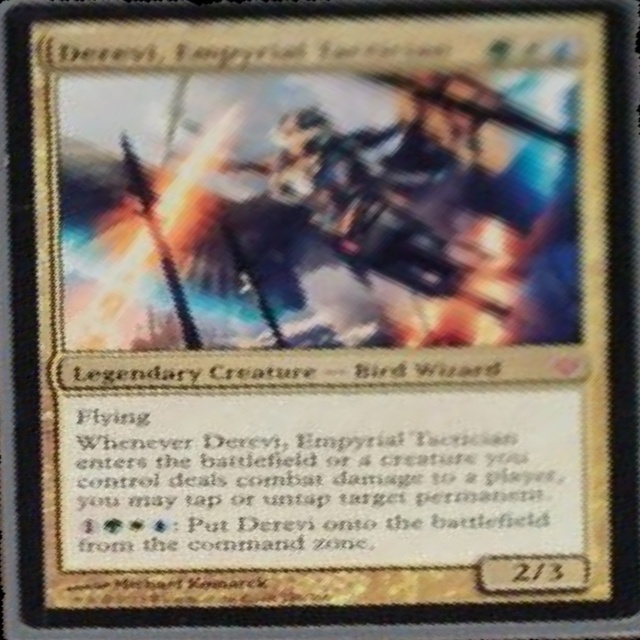 Derevi, Empyrial Tactician
Legendary Creature — Bird Wizard
Flying
Whenever Derevi, Empyrial Tactician
enters the battlefield or a creature you
control deals combat damage to a player,
you may tap or untap target permanent.
1: Put Derevi onto the battlefield
from the command zone.
Michael Komarck
2/3